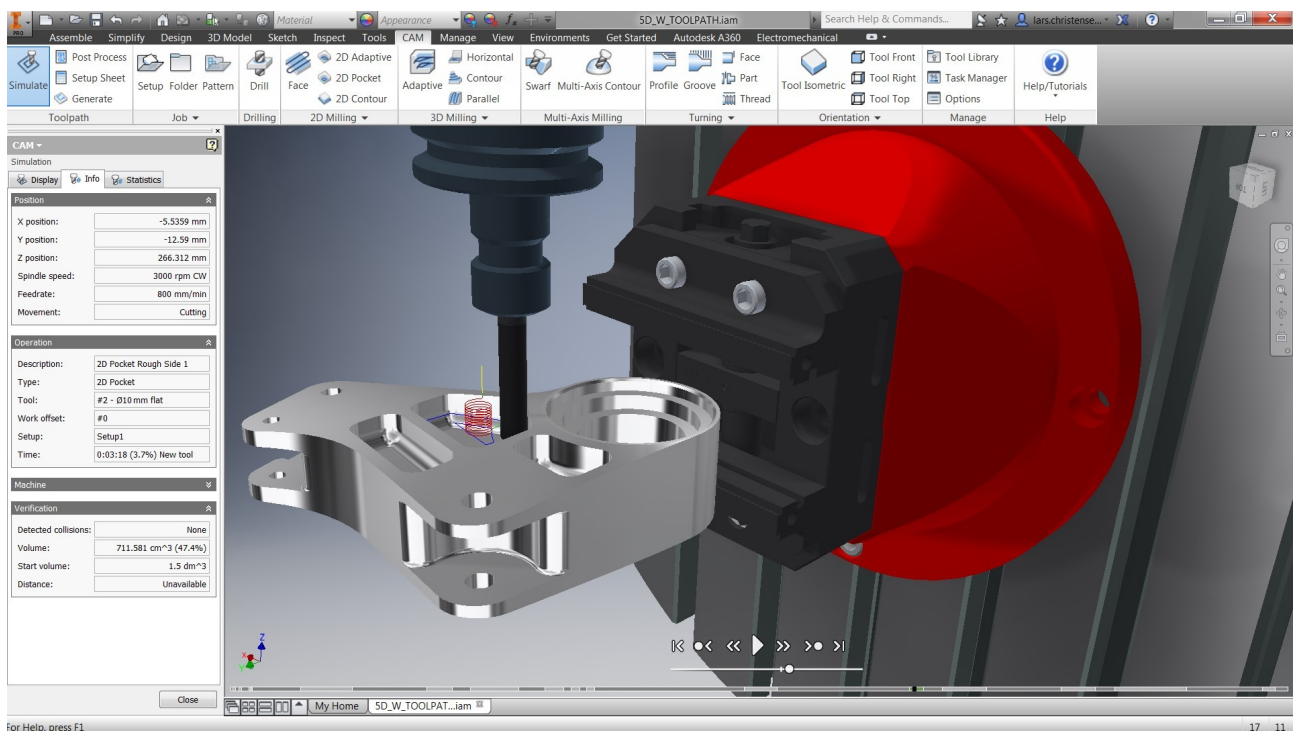 Material
Appearance
5D_W_TOOLPATH.iam
Search Help & Commands...
lars.christense...
PRO
Assemble Simplify Design 3D Model Sketch Inspect Tools CAM Manage View Environments Get Started Autodesk A360 Electromechanical
Simulate
Post Process
Setup Sheet
Generate
Toolpath
Setup Folder Pattern
Job
Drill
Drilling
Face
2D Adaptive
2D Pocket
2D Contour
2D Milling
Adaptive
Horizontal
Contour
Parallel
3D Milling
Swarf Multi-Axis Contour
Multi-Axis Milling
Profile Groove
Face
Part
Thread
Turning
Tool Isometric
Tool Front
Tool Right
Tool Top
Orientation
Tool Library
Task Manager
Options
Manage
Help/Tutorials
Help
CAM
Simulation
Display Info Statistics
Position
X position: -5.5359 mm
Y position: -12.59 mm
Z position: 266.312 mm
Spindle speed: 3000 rpm CW
Feedrate: 800 mm/min
Movement: Cutting
Operation
Description: 2D Pocket Rough Side 1
Type: 2D Pocket
Tool: #2 - Ø10 mm flat
Work offset: #0
Setup: Setup1
Time: 0:03:18 (3.7%) New tool
Machine
Verification
Detected collisions: None
Volume: 711.581 cm^3 (47.4%)
Start volume: 1.5 dm^3
Distance: Unavailable
Close
Z
X
Y
My Home 5D_W_TOOLPAT...iam
For Help, press F1
17 11